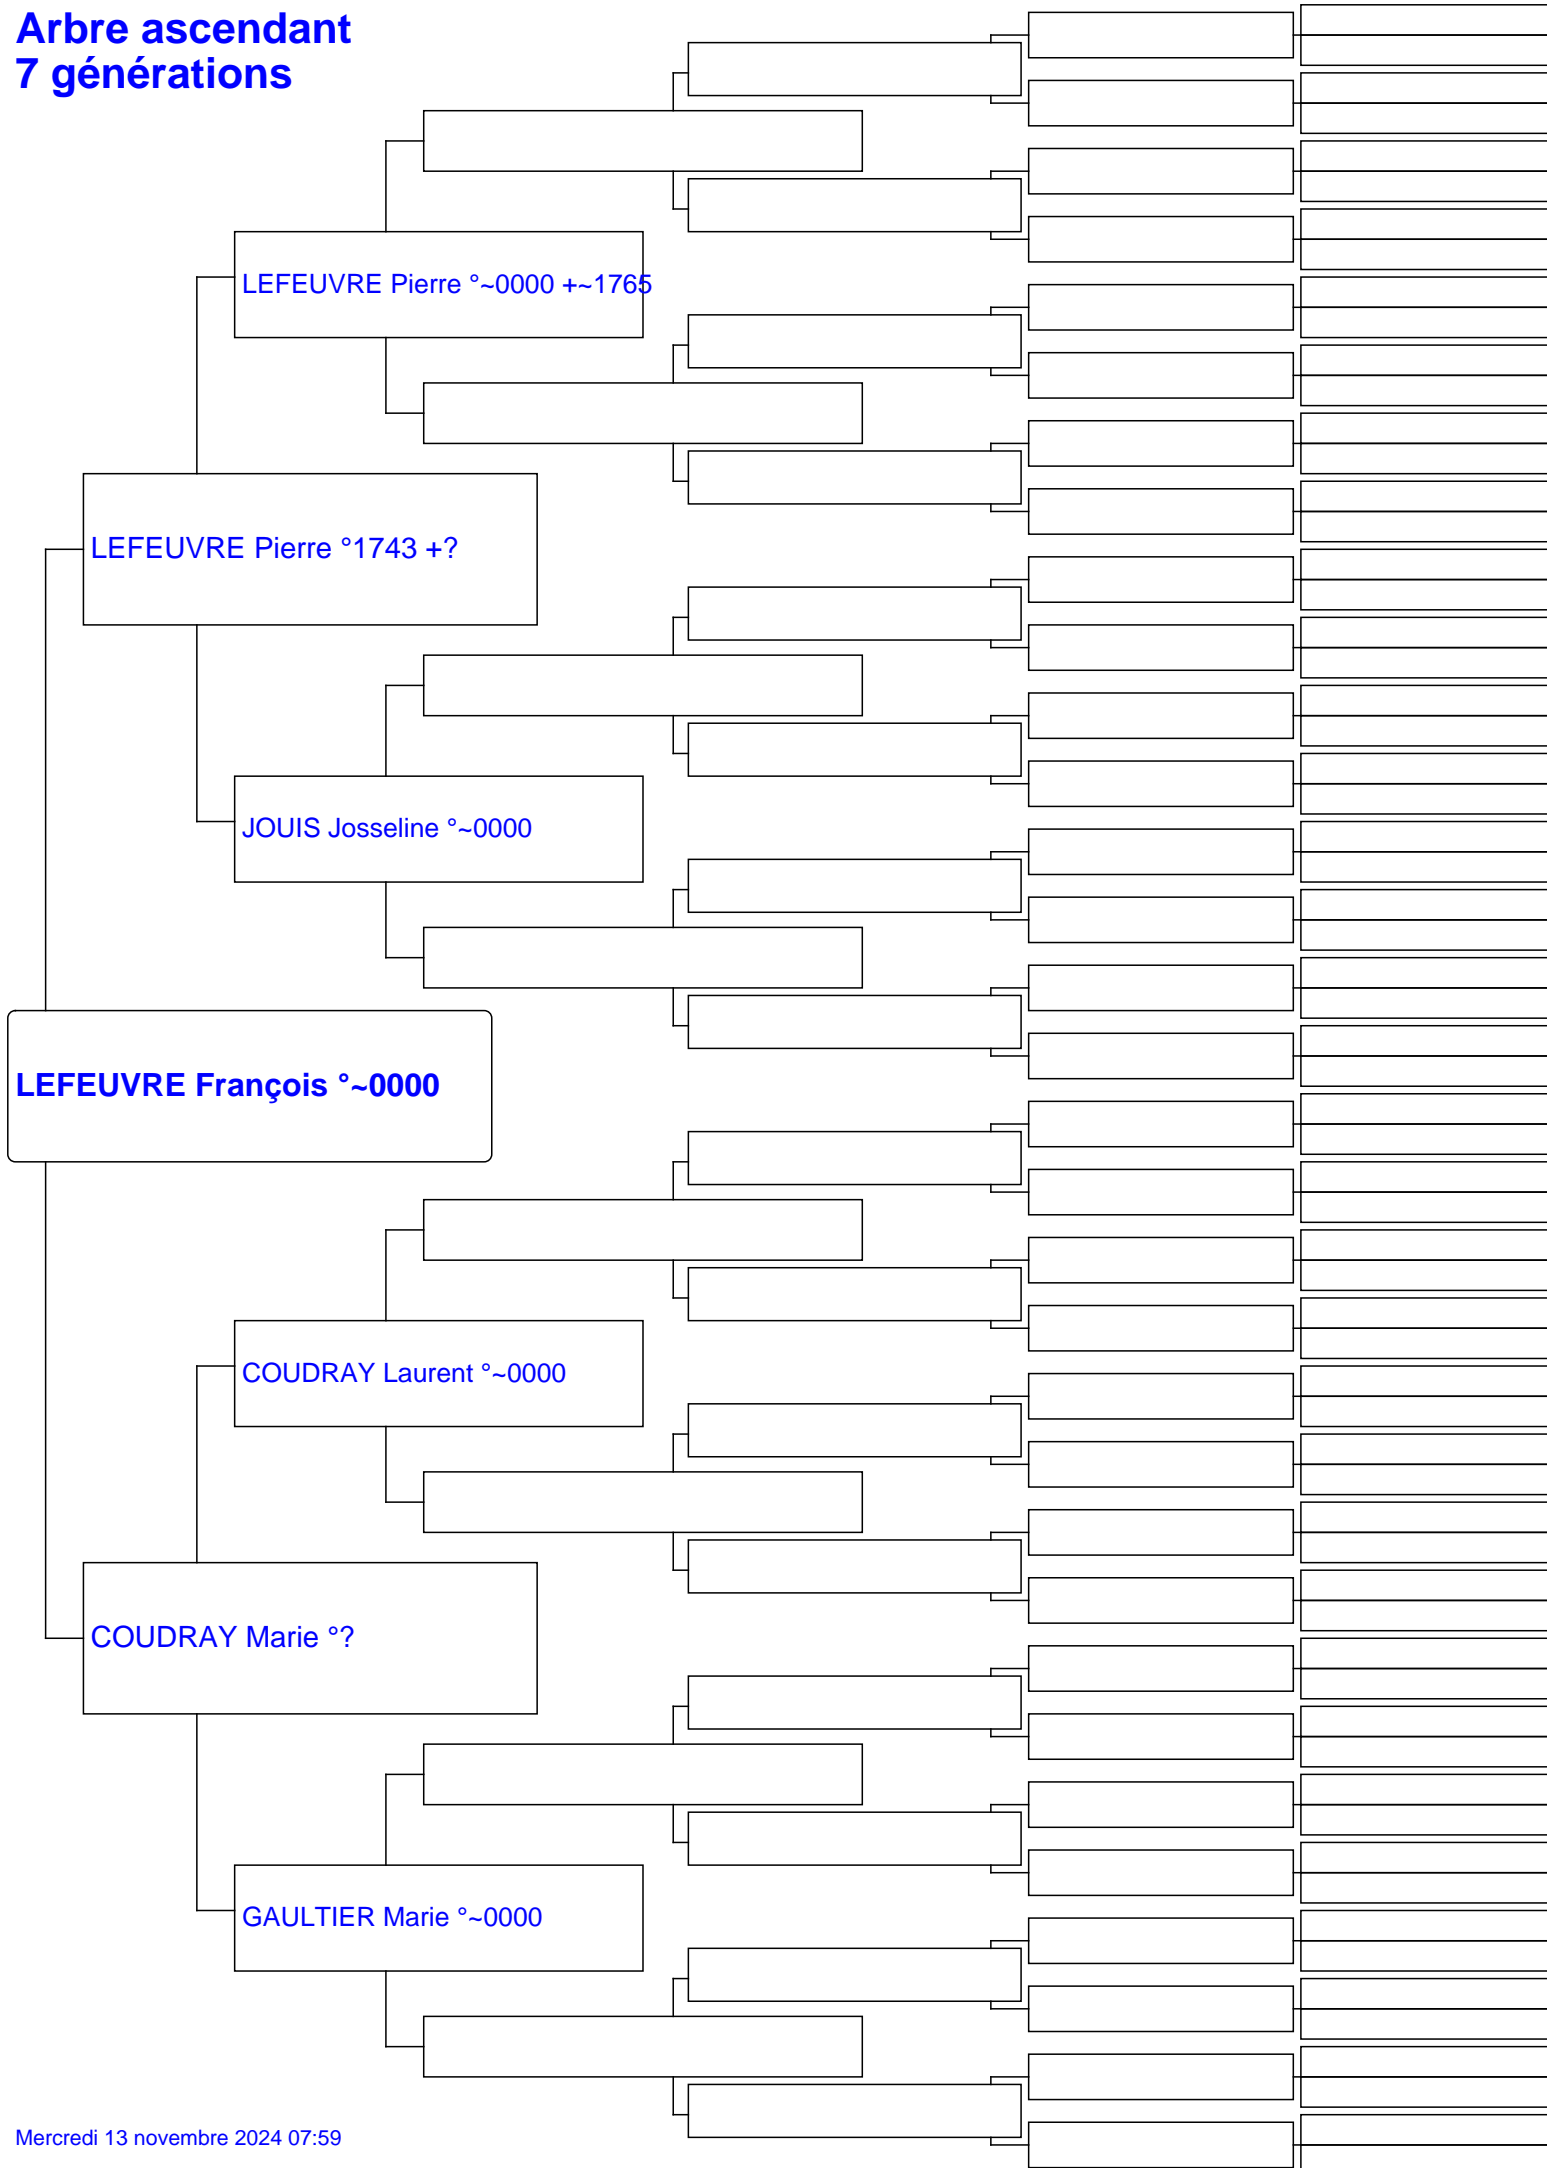 Arbre ascendant
7 générations
LEFEUVRE Pierre °~0000 +~1765
LEFEUVRE Pierre °1743 +?
JOUIS Josseline °~0000
LEFEUVRE François °~0000
COUDRAY Laurent °~0000
COUDRAY Marie °?
GAULTIER Marie °~0000
Mercredi 13 novembre 2024 07:59